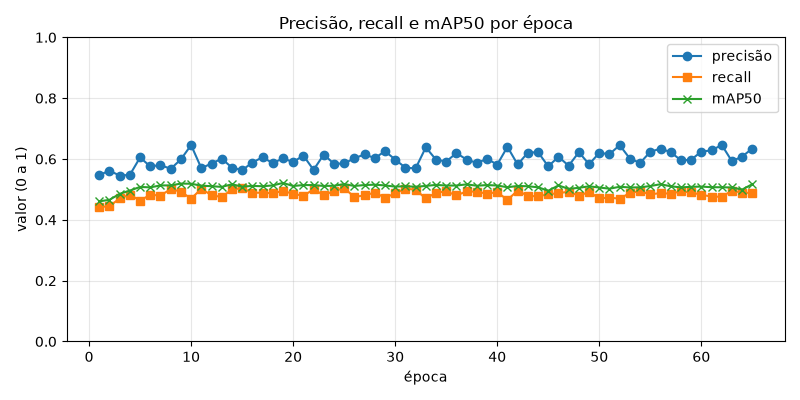 Precisão, recall e mAP50 por época
valor (0 a 1)
1.0
0.8
0.6
0.4
0.2
0.0
0
10
20
30
40
50
60
época
precisão
recall
mAP50